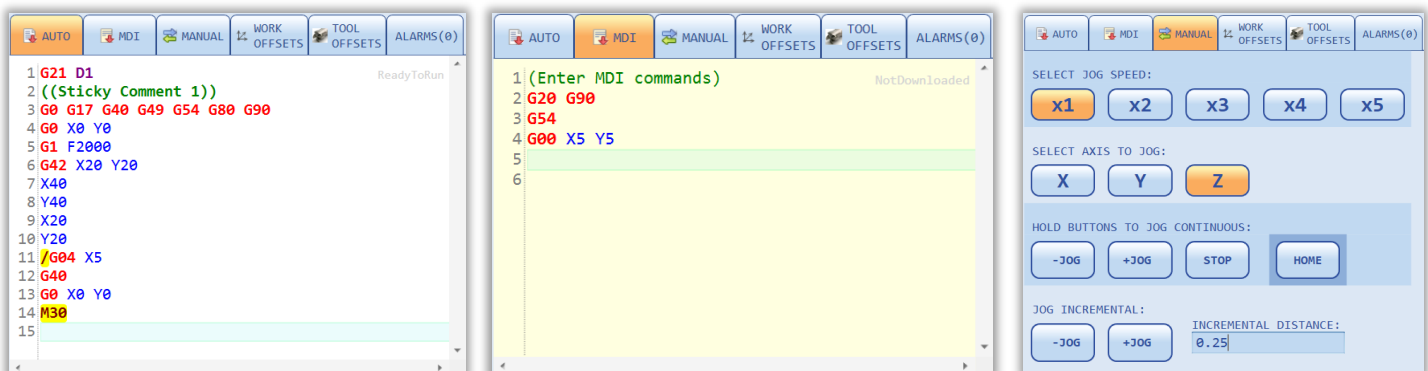 AUTO MDI MANUAL WORK OFFSETS TOOL OFFSETS ALARMS(0)
ReadyToRun
1 G21 D1
2 ((Sticky Comment 1))
3 G0 G17 G40 G49 G54 G80 G90
4 G0 X0 Y0
5 G1 F2000
6 G42 X20 Y20
7 X40
8 Y40
9 X20
10 Y20
11 /G04 X5
12 G40
13 G0 X0 Y0
14 M30
15
AUTO MDI MANUAL WORK OFFSETS TOOL OFFSETS ALARMS(0)
NotDownloaded
1 (Enter MDI commands)
2 G20 G90
3 G54
4 G00 X5 Y5
5
6
AUTO MDI MANUAL WORK OFFSETS TOOL OFFSETS ALARMS(0)
SELECT JOG SPEED:
x1 x2 x3 x4 x5
SELECT AXIS TO JOG:
X Y Z
HOLD BUTTONS TO JOG CONTINUOUS:
-JOG +JOG STOP HOME
JOG INCREMENTAL:
INCREMENTAL DISTANCE:
-JOG +JOG 0.25